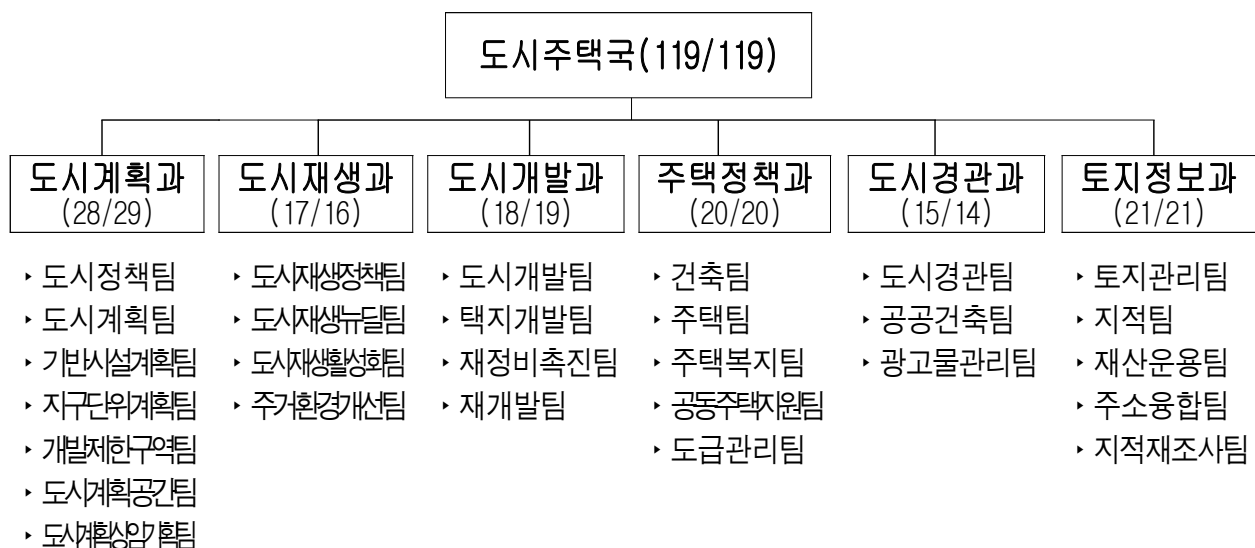 도시주택국(119/119)
도시계획과
(28/29)
▸ 도시정책팀
▸ 도시계획팀
▸ 기반시설계획팀
▸ 지구단위계획팀
▸ 개발제한구역팀
▸ 도시계획공간팀
▸ 도시계획상임기획팀
도시재생과
(17/16)
▸ 도시재생정책팀
▸ 도시재생뉴딜팀
▸ 도시재생활성화팀
▸ 주거환경개선팀
도시개발과
(18/19)
▸ 도시개발팀
▸ 택지개발팀
▸ 재정비촉진팀
▸ 재개발팀
주택정책과
(20/20)
▸ 건축팀
▸ 주택팀
▸ 주택복지팀
▸ 공동주택지원팀
▸ 도급관리팀
도시경관과
(15/14)
▸ 도시경관팀
▸ 공공건축팀
▸ 광고물관리팀
토지정보과
(21/21)
▸ 토지관리팀
▸ 지적팀
▸ 재산운용팀
▸ 주소융합팀
▸ 지적재조사팀